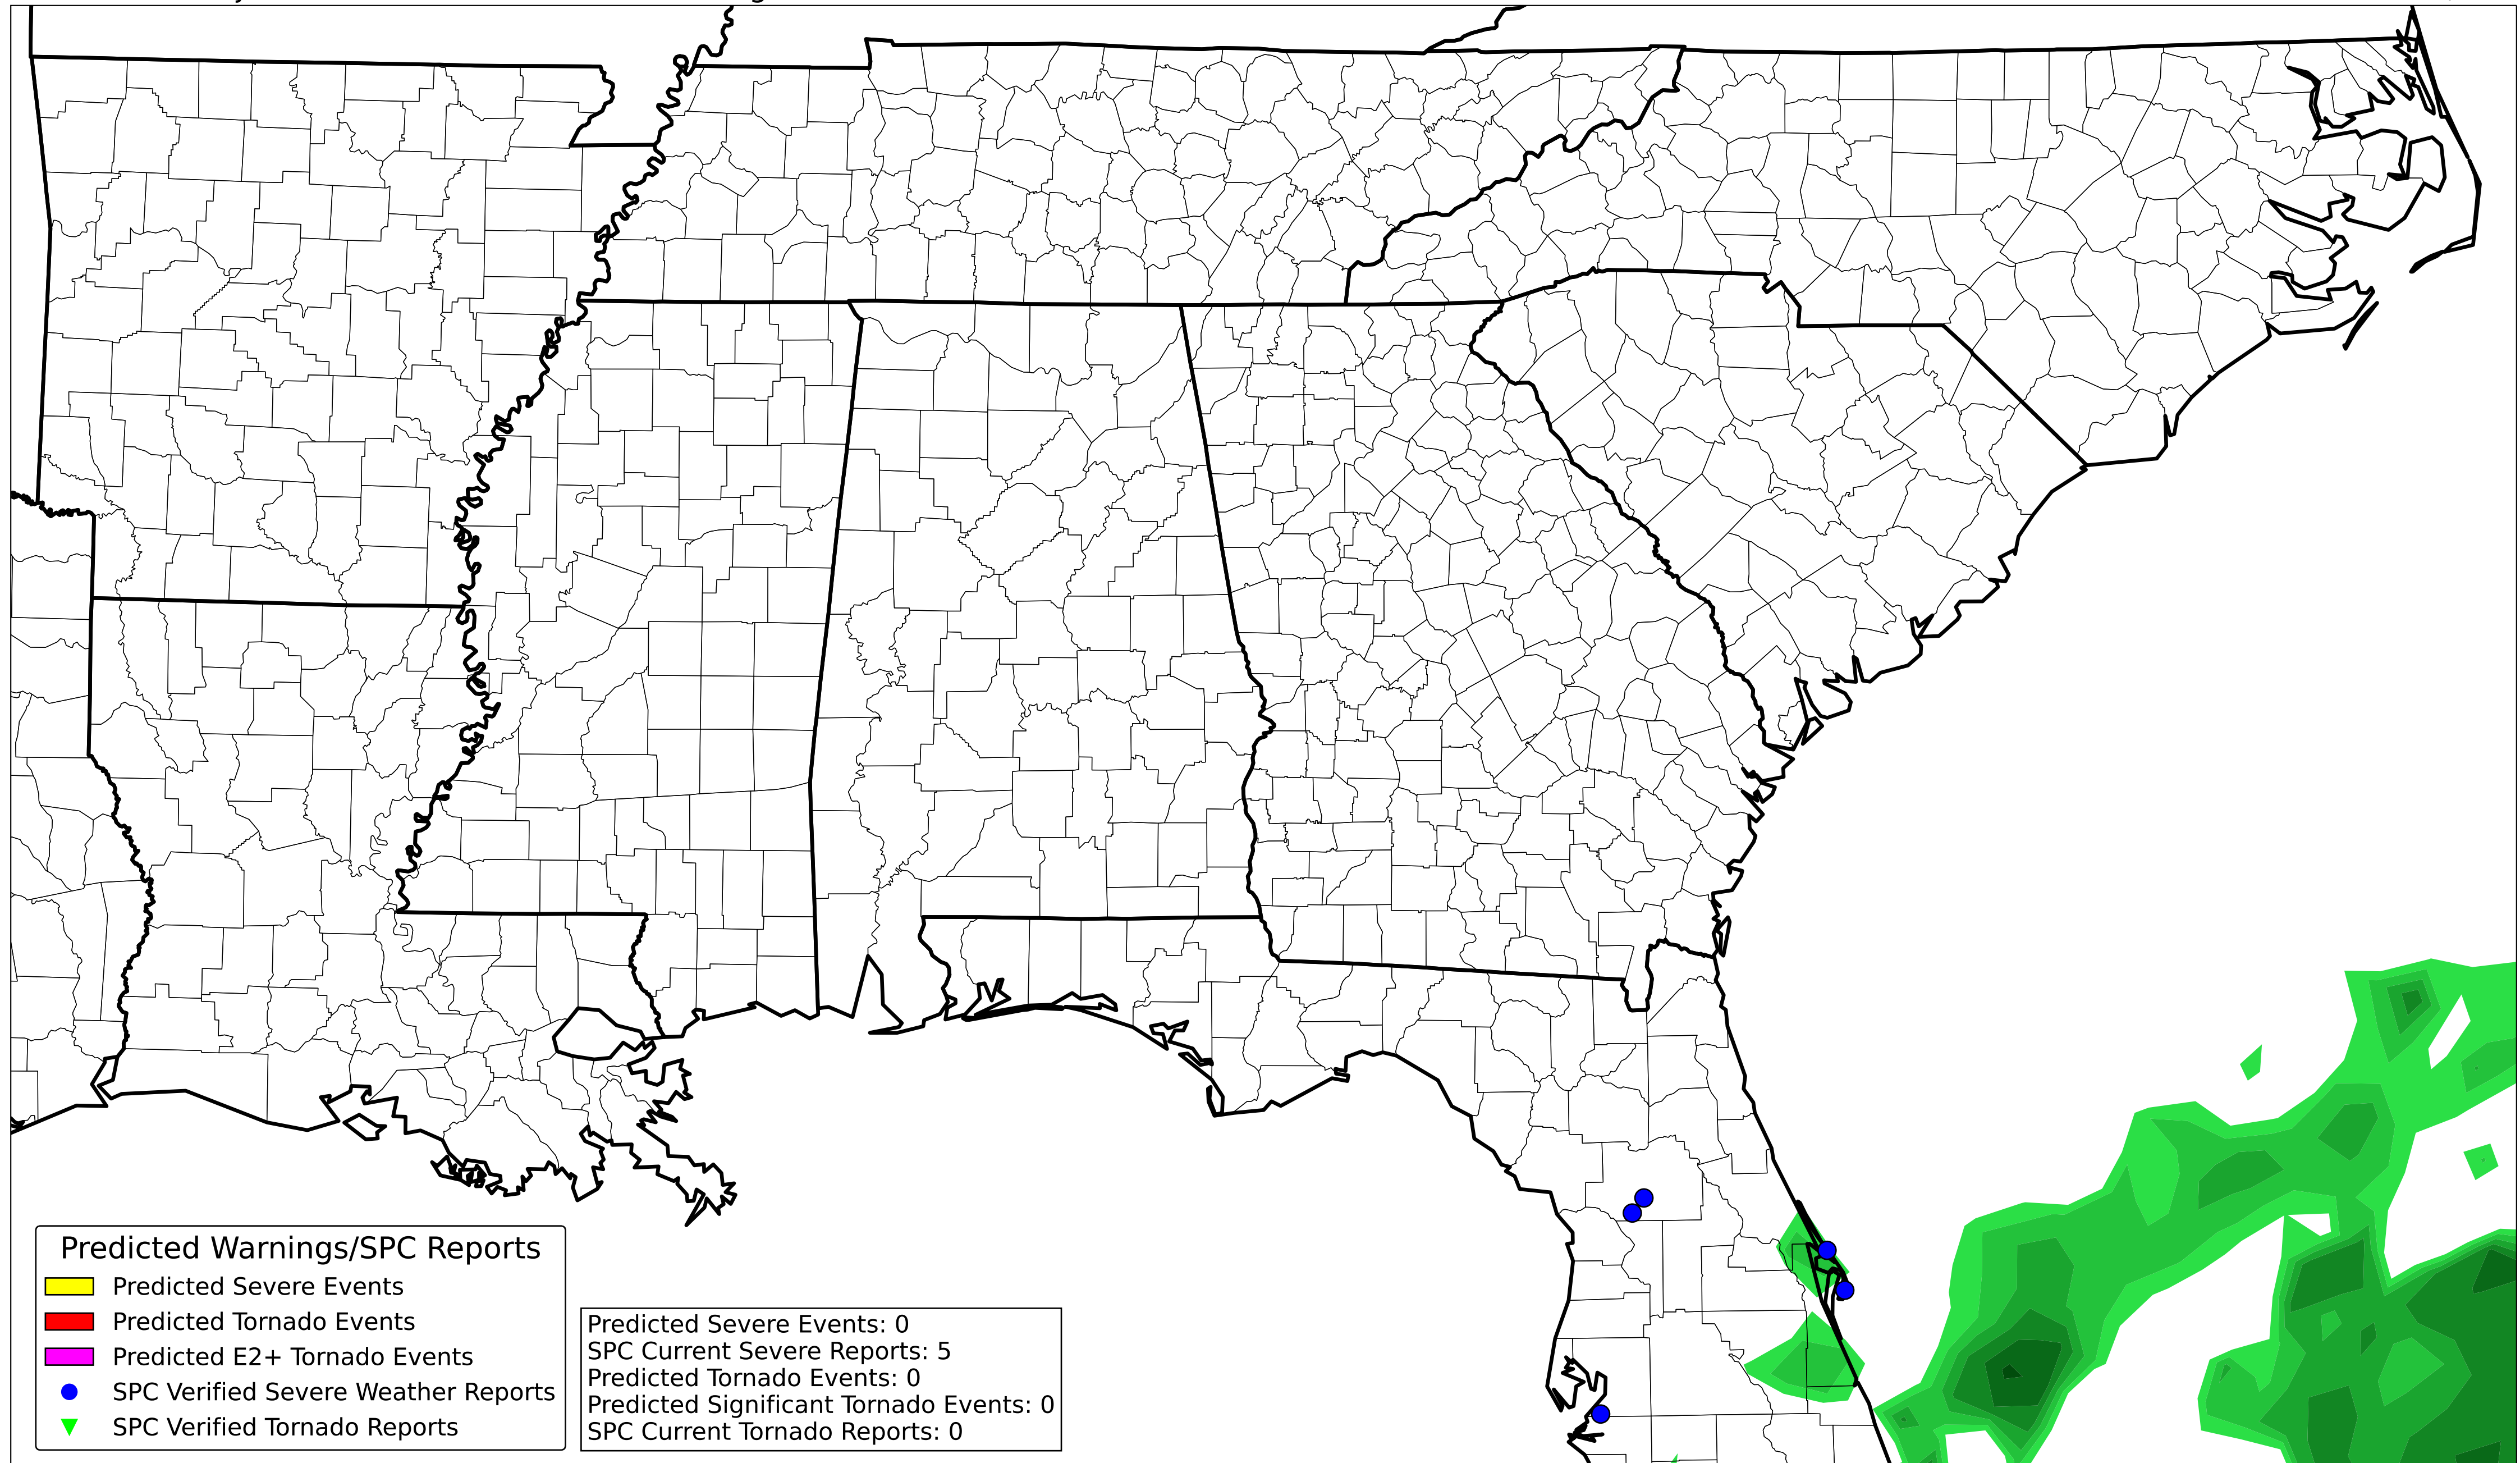 Predicted Warnings/SPC Reports
Predicted Severe Events
Predicted Tornado Events
Predicted E2+ Tornado Events
SPC Verified Severe Weather Reports
SPC Verified Tornado Reports
Predicted Severe Events: 0
SPC Current Severe Reports: 5
Predicted Tornado Events: 0
Predicted Significant Tornado Events: 0
SPC Current Tornado Reports: 0